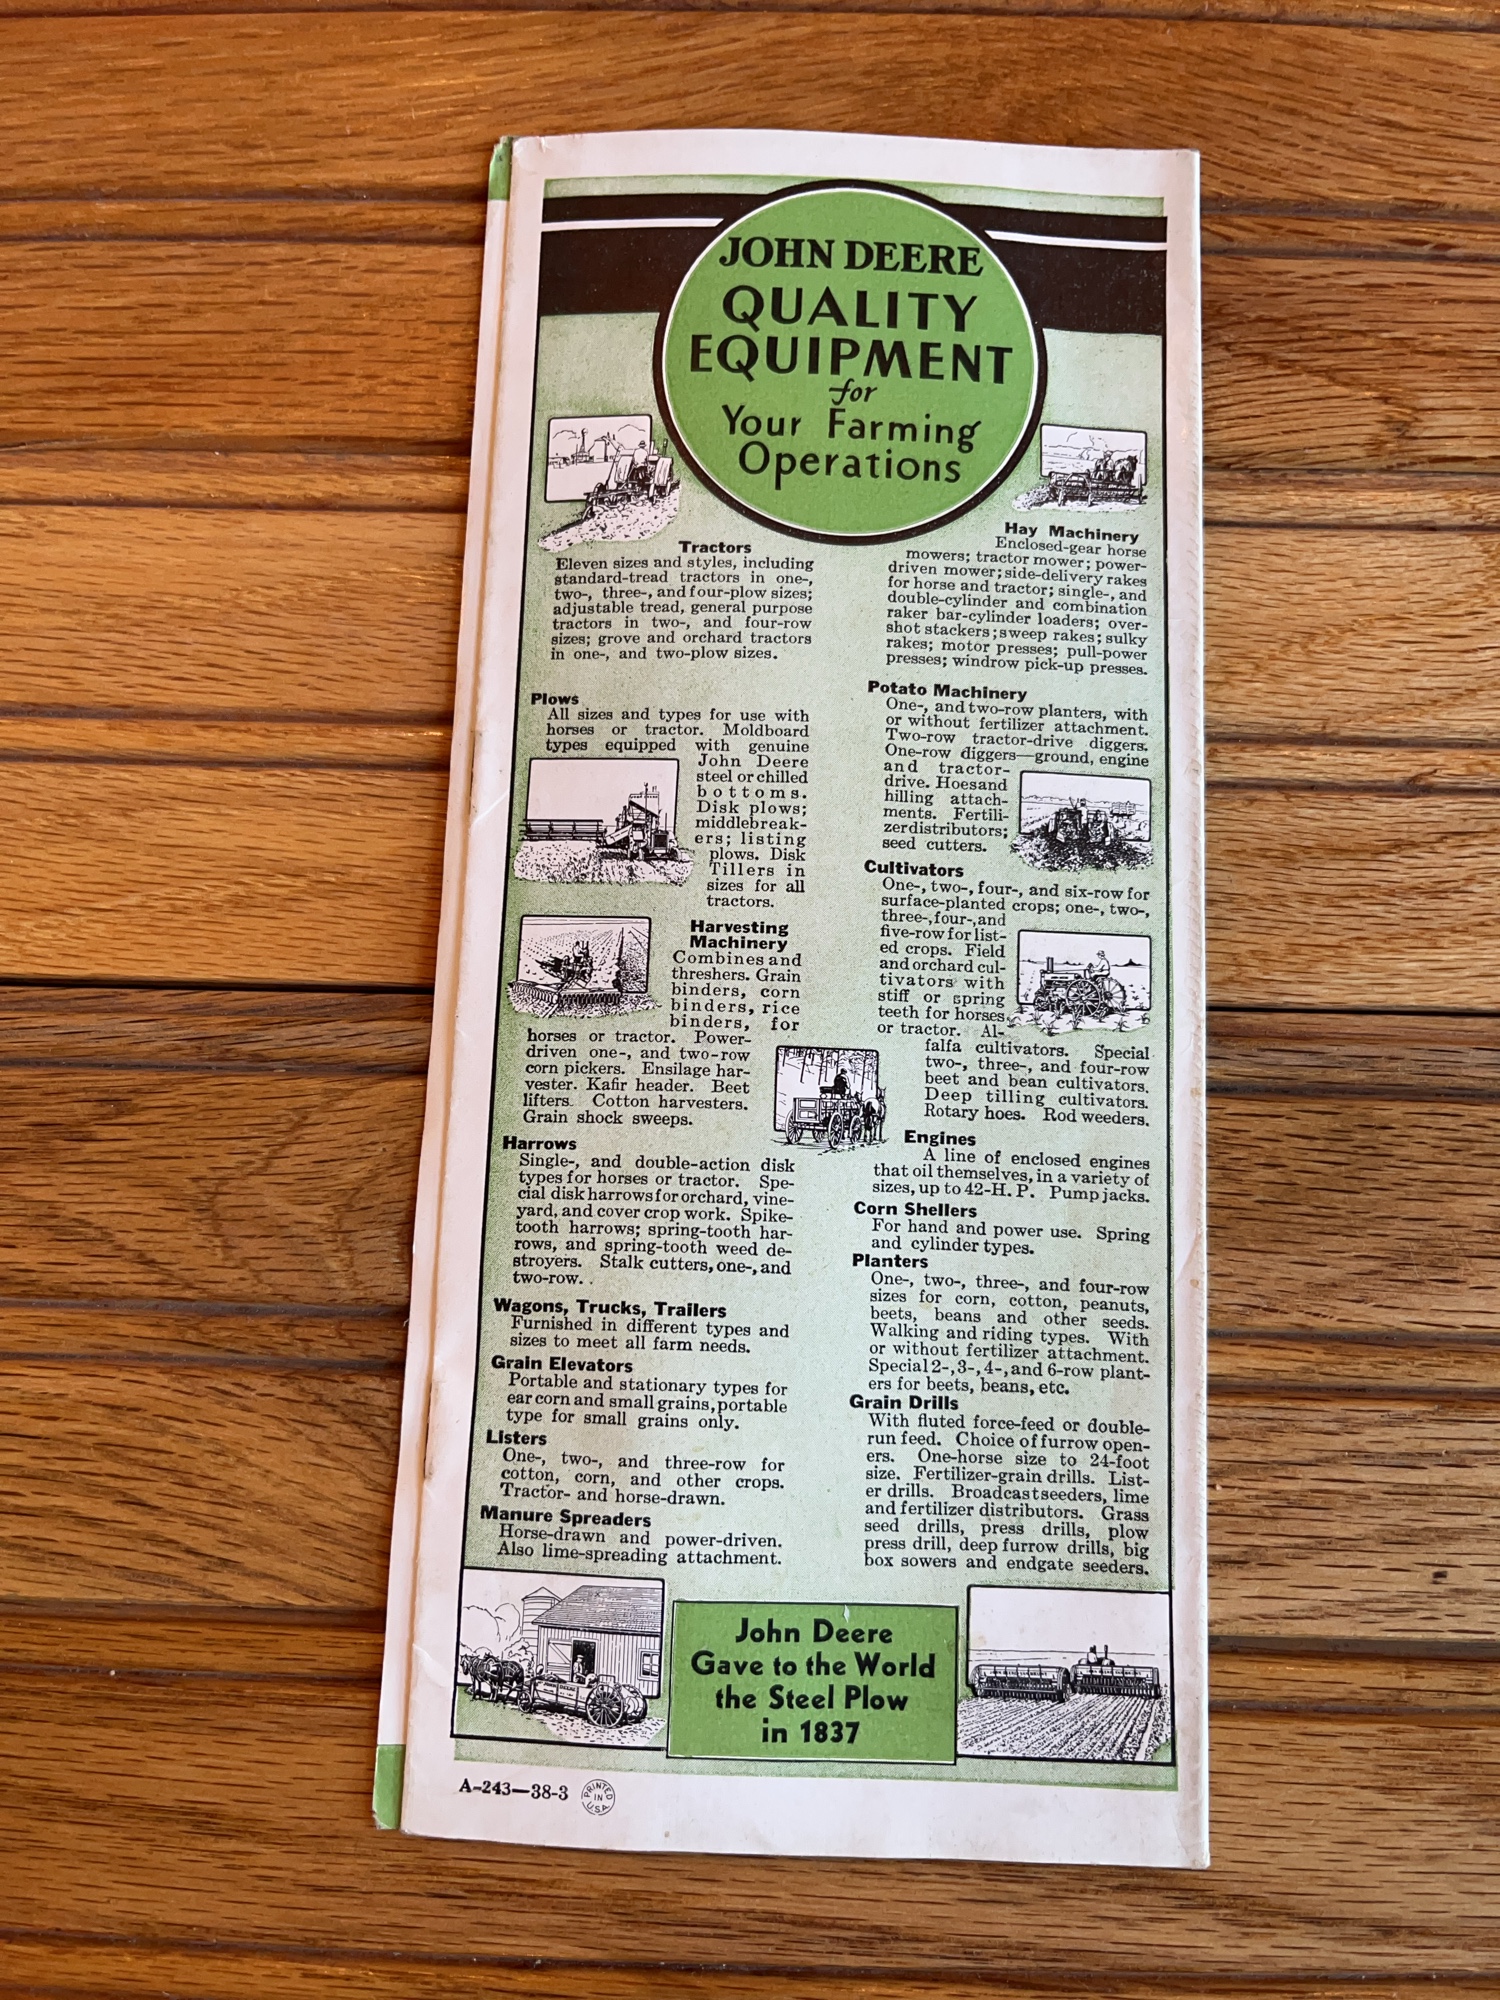 JOHN DEERE
QUALITY
EQUIPMENT
for
Your Farming
Operations
Tractors
Eleven sizes and styles, including
standard-tread tractors in one-,
two-, three-, and four-plow sizes;
adjustable tread, general purpose
tractors in two-, and four-row
sizes; grove and orchard tractors
in one-, and two-plow sizes.
Plows
All sizes and types for use with
horses or tractor. Moldboard
types equipped with genuine
John Deere
steel or chilled
bottoms.
Disk plows;
middlebreak-
ers; listing
plows. Disk
Tillers in
sizes for all
tractors.
Harvesting
Machinery
Combines and
threshers. Grain
binders, corn
binders, rice
binders, for
horses or tractor. Power-
driven one-, and two-row
corn pickers. Ensilage har-
vester. Kafir header. Beet
lifters. Cotton harvesters.
Grain shock sweeps.
Harrows
Single-, and double-action disk
types for horses or tractor. Spe-
cial disk harrows for orchard, vine-
yard, and cover crop work. Spike-
tooth harrows; spring-tooth har-
rows, and spring-tooth weed de-
stroyers. Stalk cutters, one-, and
two-row.
Wagons, Trucks, Trailers
Furnished in different types and
sizes to meet all farm needs.
Grain Elevators
Portable and stationary types for
ear corn and small grains, portable
type for small grains only.
Listers
One-, two-, and three-row for
cotton, corn, and other crops.
Tractor- and horse-drawn.
Manure Spreaders
Horse-drawn and power-driven.
Also lime-spreading attachment.
Hay Machinery
Enclosed-gear horse
mowers; tractor mower; power-
driven mower; side-delivery rakes
for horse and tractor; single-, and
double-cylinder and combination
raker bar-cylinder loaders; over-
shot stackers; sweep rakes; sulky
rakes; motor presses; pull-power
presses; windrow pick-up presses.
Potato Machinery
One-, and two-row planters, with
or without fertilizer attachment.
Two-row tractor-drive diggers.
One-row diggers—ground, engine
and tractor-
drive. Hoes and
hilling attach-
ments. Fertili-
zer distributors;
seed cutters.
Cultivators
One-, two-, four-, and six-row for
surface-planted crops; one-, two-,
three-, four-, and
five-row for list-
ed crops. Field
and orchard cul-
tivators with
stiff or spring
teeth for horses
or tractor. Al-
falfa cultivators. Special
two-, three-, and four-row
beet and bean cultivators.
Deep tilling cultivators.
Rotary hoes. Rod weeders.
Engines
A line of enclosed engines
that oil themselves, in a variety of
sizes, up to 42-H. P. Pump jacks.
Corn Shellers
For hand and power use. Spring
and cylinder types.
Planters
One-, two-, three-, and four-row
sizes for corn, cotton, peanuts,
beets, beans and other seeds.
Walking and riding types. With
or without fertilizer attachment.
Special 2-, 3-, 4-, and 6-row plant-
ers for beets, beans, etc.
Grain Drills
With fluted force-feed or double-
run feed. Choice of furrow open-
ers. One-horse size to 24-foot
size. Fertilizer-grain drills. List-
er drills. Broadcast seeders, lime
and fertilizer distributors. Grass
seed drills, press drills, plow
press drill, deep furrow drills, big
box sowers and endgate seeders.
John Deere
Gave to the World
the Steel Plow
in 1837
A-243—38-3 PRINTED IN U.S.A.